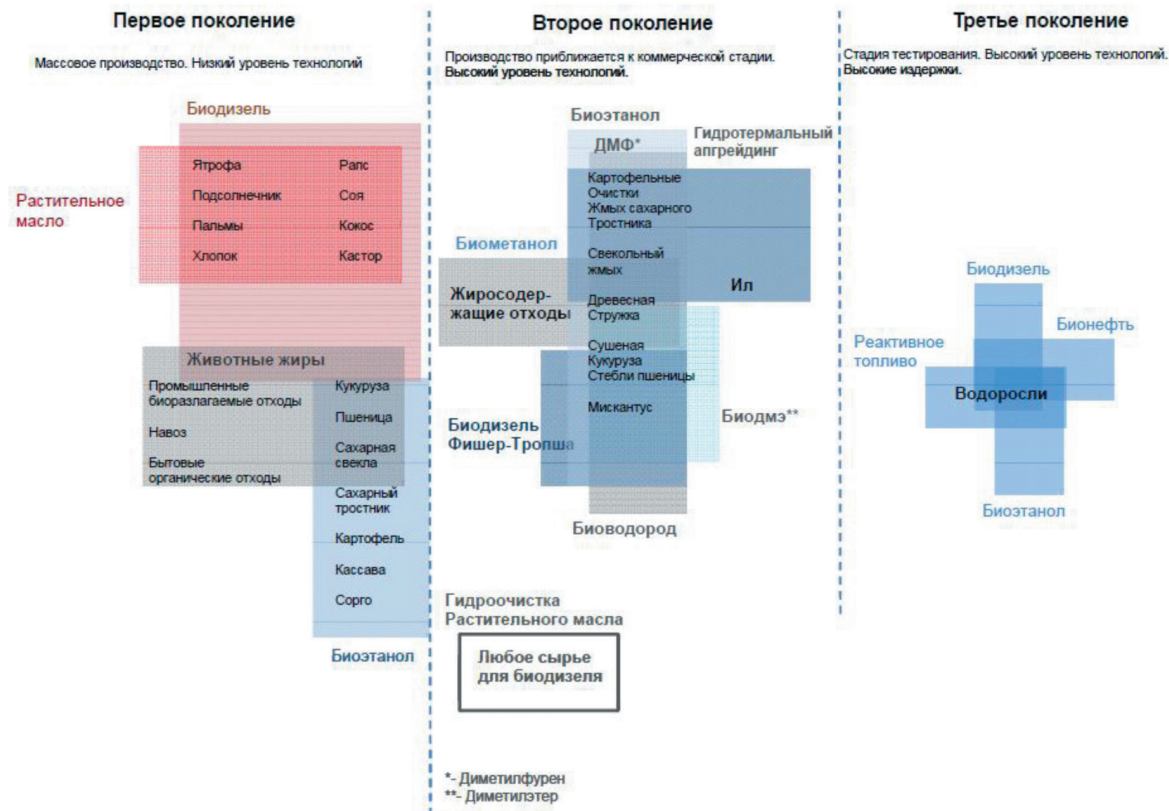 Первое поколение
Массовое производство. Низкий уровень технологий
Биодизель
Растительное
масло
Ятрофа
Рапс
Подсолнечник
Соя
Пальмы
Кокос
Хлопок
Кастор
Животные жиры
Промышленные
биоразлагаемые отходы
Навоз
Бытовые
органические отходы
Кукуруза
Пшеница
Сахарная
свекла
Сахарный
тростник
Картофель
Кассава
Сорго
Биоэтанол
Второе поколение
Производство приближается к коммерческой стадии.
Высокий уровень технологий.
Биоэтанол
ДМФ*
Гидротермальный
апгрейдинг
Картофельные
Очистки
Жмых сахарного
Тростника
Биометанол
Свекольный
жмых
Жиросодер-
жащие отходы
Ил
Древесная
Стружка
Сушеная
Кукуруза
Стебли пшеницы
Мискантус
Биодизель
Фишер-Тропша
Биодмэ**
Биоводород
Гидроочистка
Растительного масла
Любое сырье
для биодизеля
*- Диметилфурен
**- Диметилэтер
Третье поколение
Стадия тестирования. Высокий уровень технологий.
Высокие издержки.
Биодизель
Бионефть
Реактивное
топливо
Водоросли
Биоэтанол